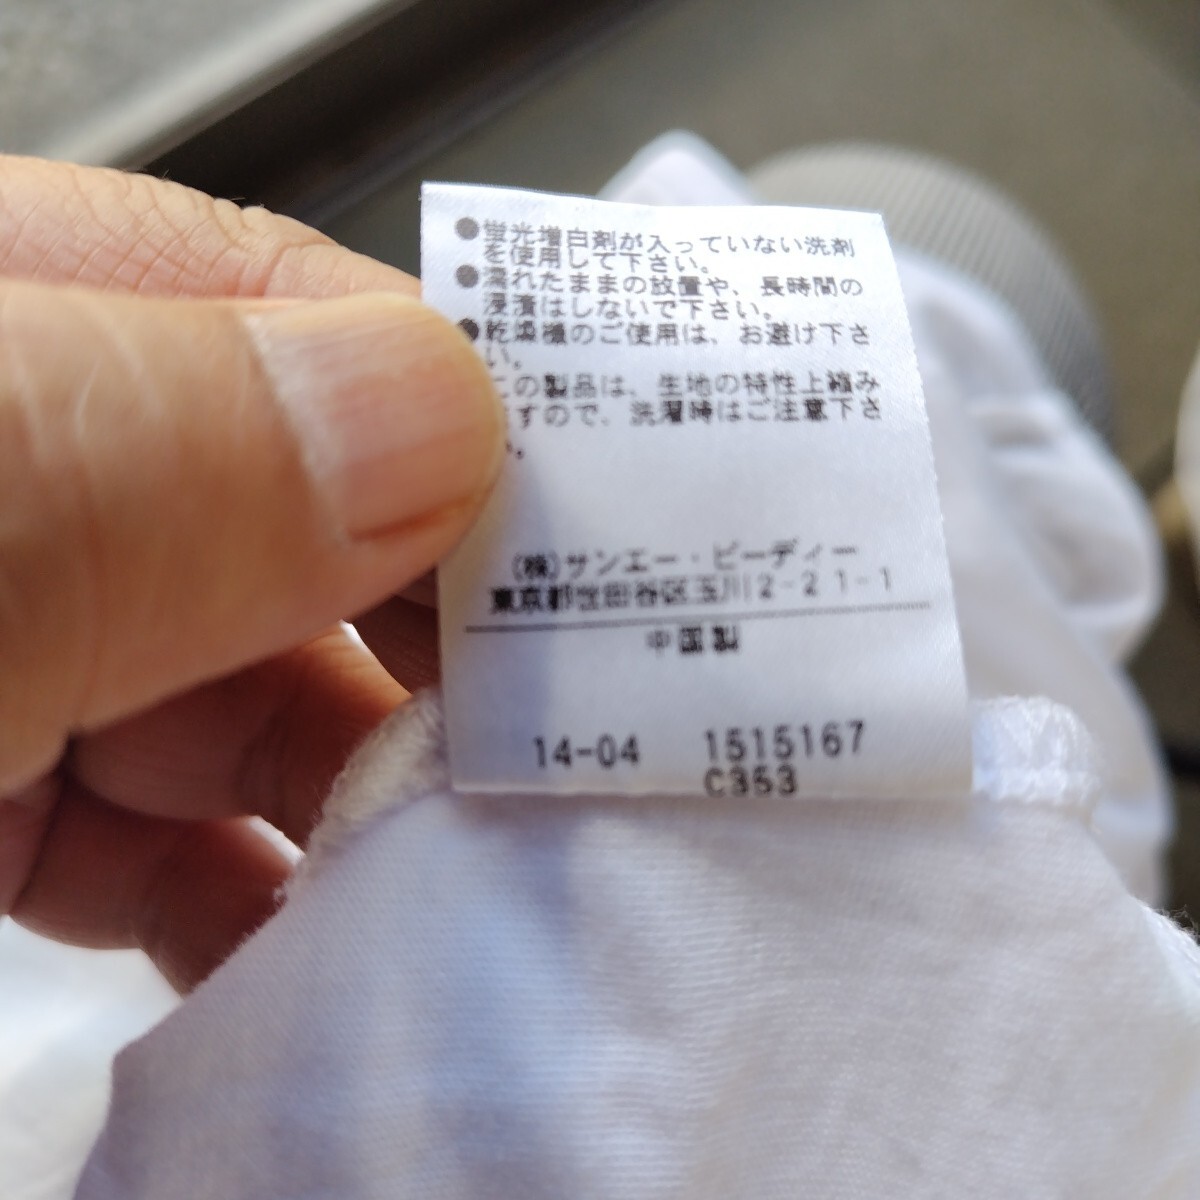 ●蛍光増白剤が入っていない洗剤
を使用して下さい。
●濡れたままの放置や、長時間の
浸漬はしないで下さい。
●乾燥機のご使用は、お避け下さ
い。
この製品は、生地の特性上縮み
ますので、洗濯時はご注意下さ
い。
(株)サンエー・ビーディー
東京都世田谷区玉川2-21-1
中国製
14-04 1515167
C353